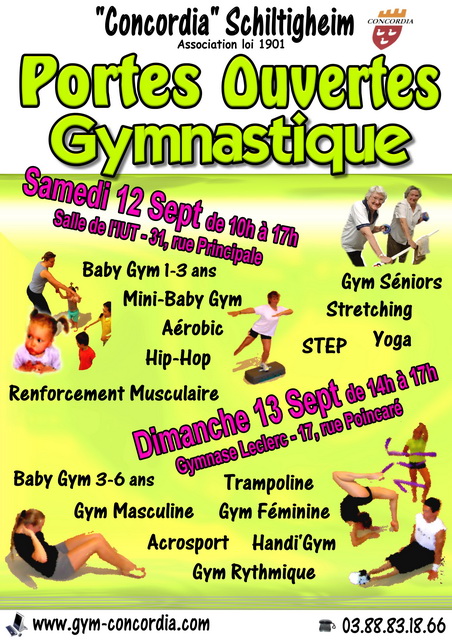 "Concordia" Schiltigheim
Association loi 1901
CONCORDIA
Portes Ouvertes
Gymnastique
Samedi 12 Sept de 10h à 17h
Salle de l'IUT - 31, rue Principale
Baby Gym 1-3 ans
Mini-Baby Gym
Aérobic
Hip-Hop
Renforcement Musculaire
Gym Séniors
Stretching
STEP
Yoga
Dimanche 13 Sept de 14h à 17h
Gymnase Leclerc - 17, rue Poincaré
Baby Gym 3-6 ans
Trampoline
Gym Masculine
Gym Féminine
Acrosport
Handi'Gym
Gym Rythmique
www.gym-concordia.com
03.88.83.18.66